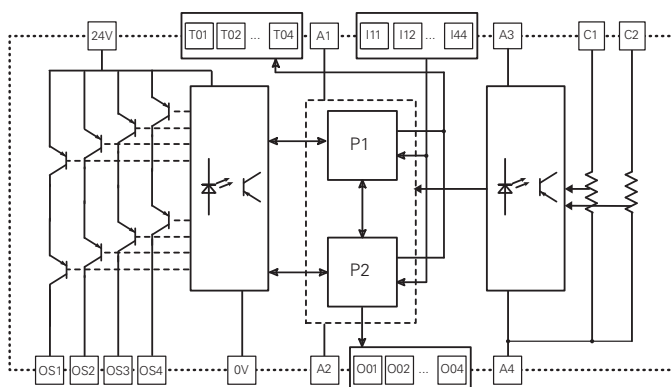 24V T01 T02 ... T04 A1 I11 I12 ... I44 A3 C1 C2
P1
P2
OS1 OS2 OS3 OS4 0V A2 O01 O02 ... O04 A4